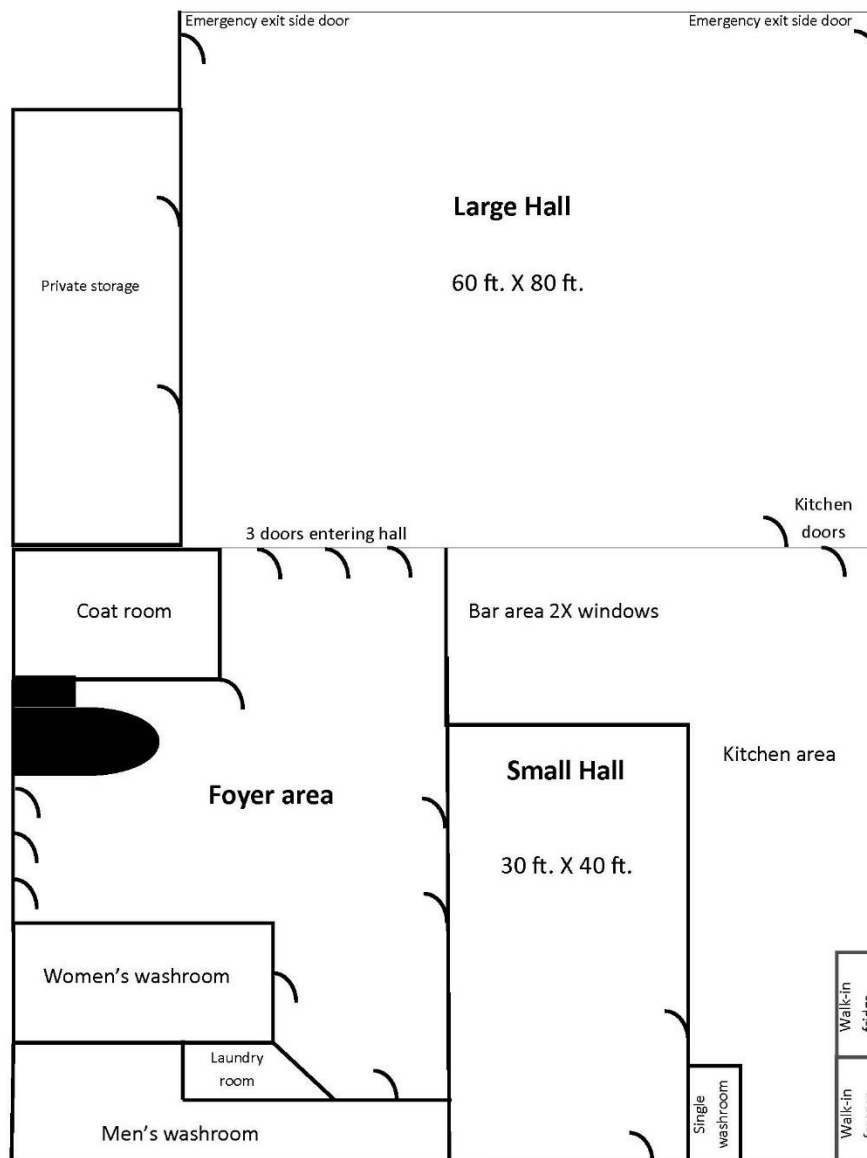 Emergency exit side door
Emergency exit side door
Large Hall
60 ft. X 80 ft.
Private storage
Kitchen
doors
3 doors entering hall
Coat room
Bar area 2X windows
Kitchen area
Small Hall
Foyer area
30 ft. X 40 ft.
Women's washroom
Walk-in
fridge
Laundry
room
Single
washroom
Walk-in
Men's washroom